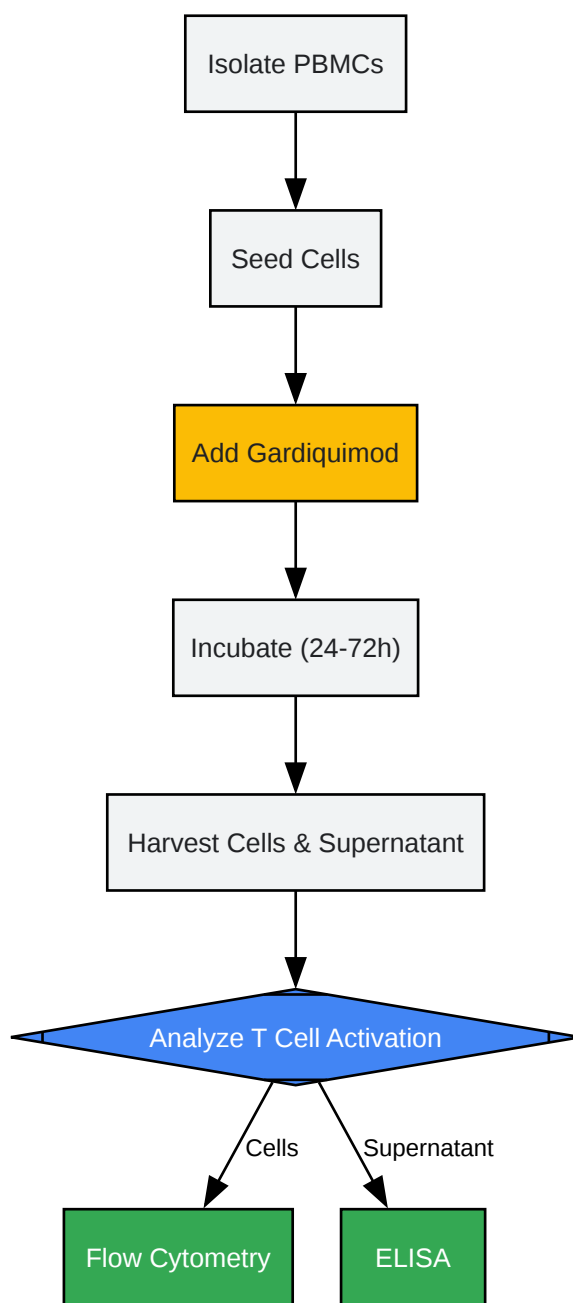 Isolate PBMCs
Seed Cells
Add Gardiquimod
Incubate (24-72h)
Harvest Cells & Supernatant
Analyze T Cell Activation
Cells
Supernatant
Flow Cytometry
ELISA